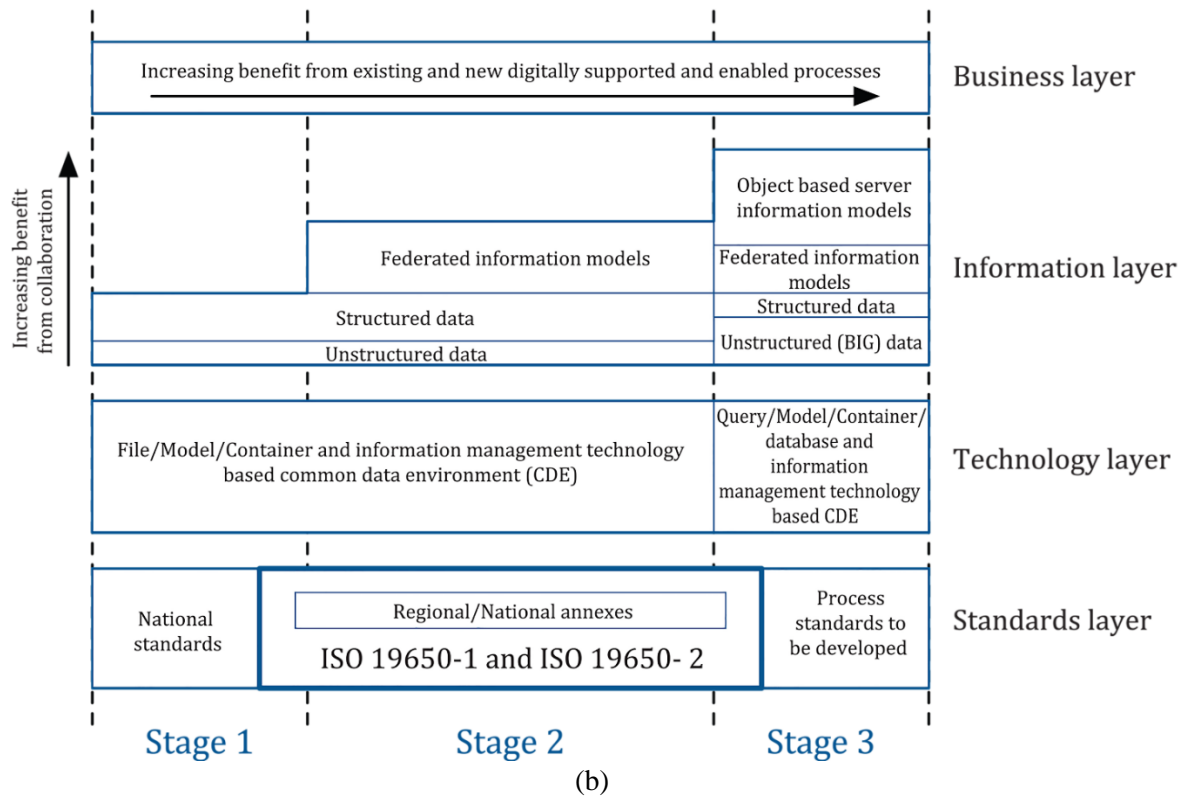 Increasing benefit from existing and new digitally supported and enabled processes
Business layer
Increasing benefit
from collaboration
Object based server
information models
Federated information models
Federated information
models
Information layer
Structured data
Structured data
Unstructured data
Unstructured (BIG) data
File/Model/Container and information management technology
based common data environment (CDE)
Query/Model/Container/
database and
information
management technology
based CDE
Technology layer
National
standards
Regional/National annexes
ISO 19650-1 and ISO 19650- 2
Process
standards to
be developed
Standards layer
Stage 1
Stage 2
Stage 3
(b)